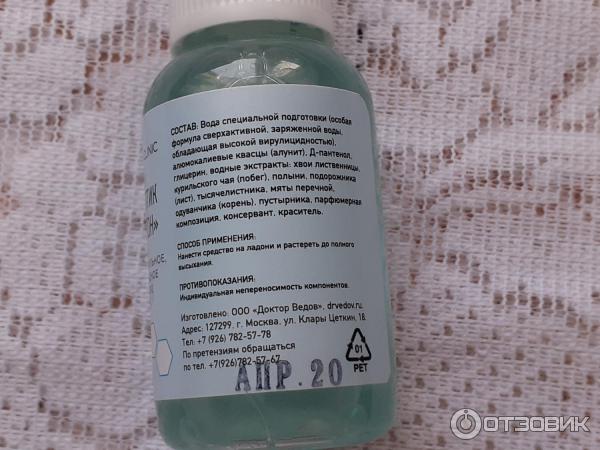 СОСТАВ: Вода специальной подготовки (особая
формула сверхактивной, заряженной воды,
обладающая высокой вирулицидностью),
алюмокалиевые квасцы (алунит), Д-пантенол,
глицерин, водные экстракты: хвои лиственницы,
курильского чая (побег), полыни, подорожника
(лист), тысячелистника, мяты перечной,
одуванчика (корень), пустырника, парфюмерная
композиция, консервант, краситель.
СПОСОБ ПРИМЕНЕНИЯ:
Нанести средство на ладони и растереть до полного
высыхания.
ПРОТИВОПОКАЗАНИЯ:
Индивидуальная непереносимость компонентов.
Изготовлено: ООО «Доктор Ведов», drvedov.ru.
Адрес: 127299, г. Москва, ул. Клары Цеткин, 18.
Тел. +7 (926) 782-57-78
По претензиям обращаться
по тел. +7(926)782-57-67
АПР.20
01
PET
ОТЗОВИК